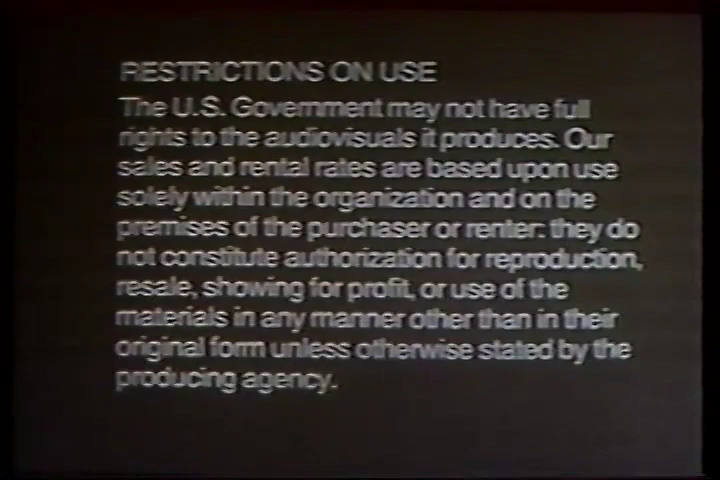 RESTRICTIONS ON USE
The U.S. Government may not have full
rights to the audiovisuals it produces. Our
sales and rental rates are based upon use
solely within the organization and on the
premises of the purchaser or renter: they do
not constitute authorization for reproduction,
resale, showing for profit, or use of the
materials in any manner other than in their
original form unless otherwise stated by the
producing agency.